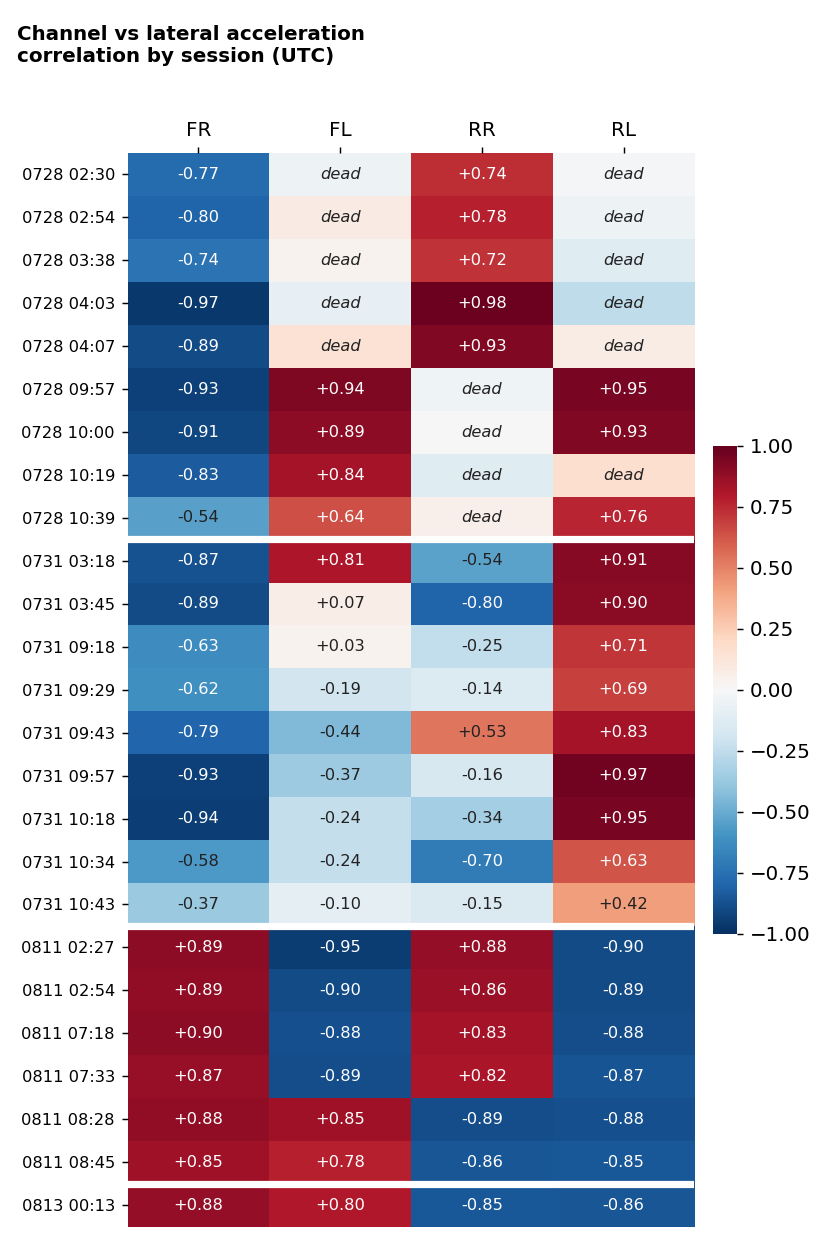 Channel vs lateral acceleration
correlation by session (UTC)
FR FL RR RL
0728 02:30 -0.77 dead +0.74 dead
0728 02:54 -0.80 dead +0.78 dead
0728 03:38 -0.74 dead +0.72 dead
0728 04:03 -0.97 dead +0.98 dead
0728 04:07 -0.89 dead +0.93 dead
0728 09:57 -0.93 +0.94 dead +0.95
0728 10:00 -0.91 +0.89 dead +0.93
0728 10:19 -0.83 +0.84 dead dead
0728 10:39 -0.54 +0.64 dead +0.76
0731 03:18 -0.87 +0.81 -0.54 +0.91
0731 03:45 -0.89 +0.07 -0.80 +0.90
0731 09:18 -0.63 +0.03 -0.25 +0.71
0731 09:29 -0.62 -0.19 -0.14 +0.69
0731 09:43 -0.79 -0.44 +0.53 +0.83
0731 09:57 -0.93 -0.37 -0.16 +0.97
0731 10:18 -0.94 -0.24 -0.34 +0.95
0731 10:34 -0.58 -0.24 -0.70 +0.63
0731 10:43 -0.37 -0.10 -0.15 +0.42
0811 02:27 +0.89 -0.95 +0.88 -0.90
0811 02:54 +0.89 -0.90 +0.86 -0.89
0811 07:18 +0.90 -0.88 +0.83 -0.88
0811 07:33 +0.87 -0.89 +0.82 -0.87
0811 08:28 +0.88 +0.85 -0.89 -0.88
0811 08:45 +0.85 +0.78 -0.86 -0.85
0813 00:13 +0.88 +0.80 -0.85 -0.86
1.00
0.75
0.50
0.25
0.00
−0.25
−0.50
−0.75
−1.00